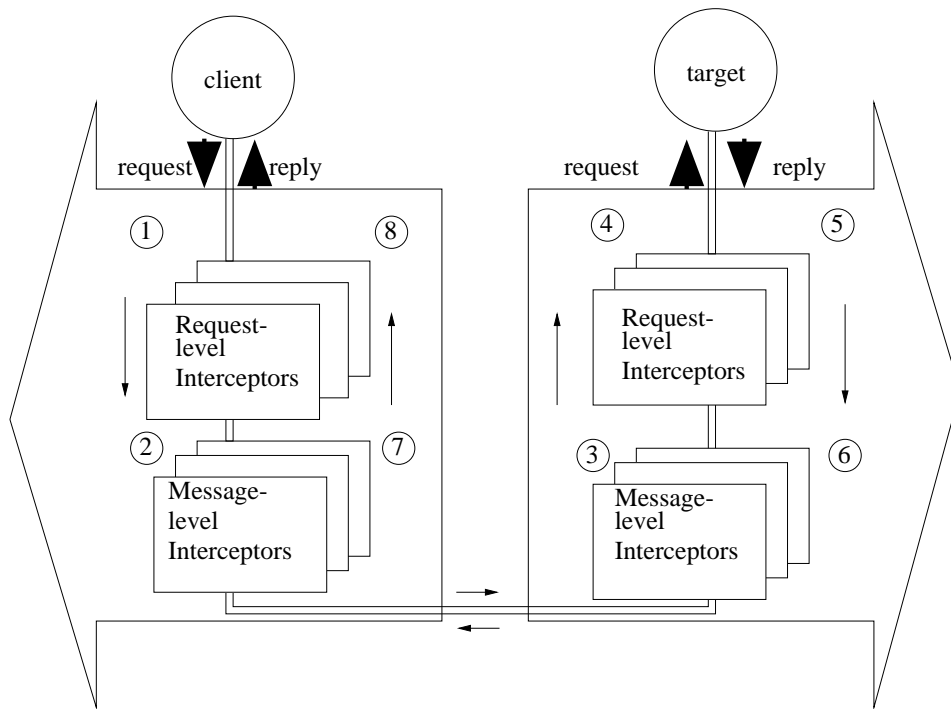 client
target
request
reply
request
reply
1
8
4
5
Request-
level
Interceptors
Request-
level
Interceptors
2
7
3
6
Message-
level
Interceptors
Message-
level
Interceptors